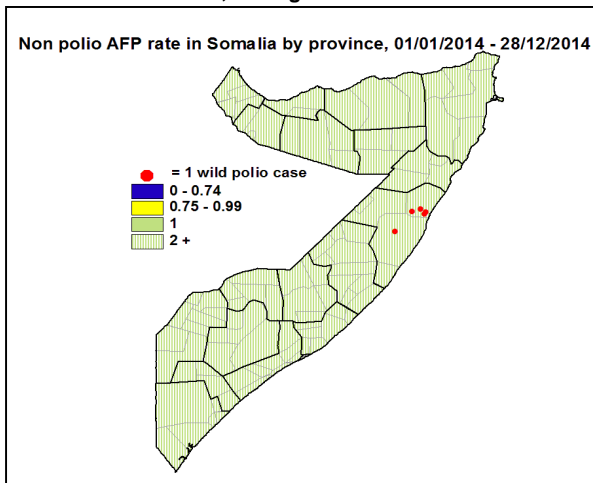 Non polio AFP rate in Somalia by province, 01/01/2014 - 28/12/2014
= 1 wild polio case
0 - 0.74
0.75 - 0.99
1
2 +